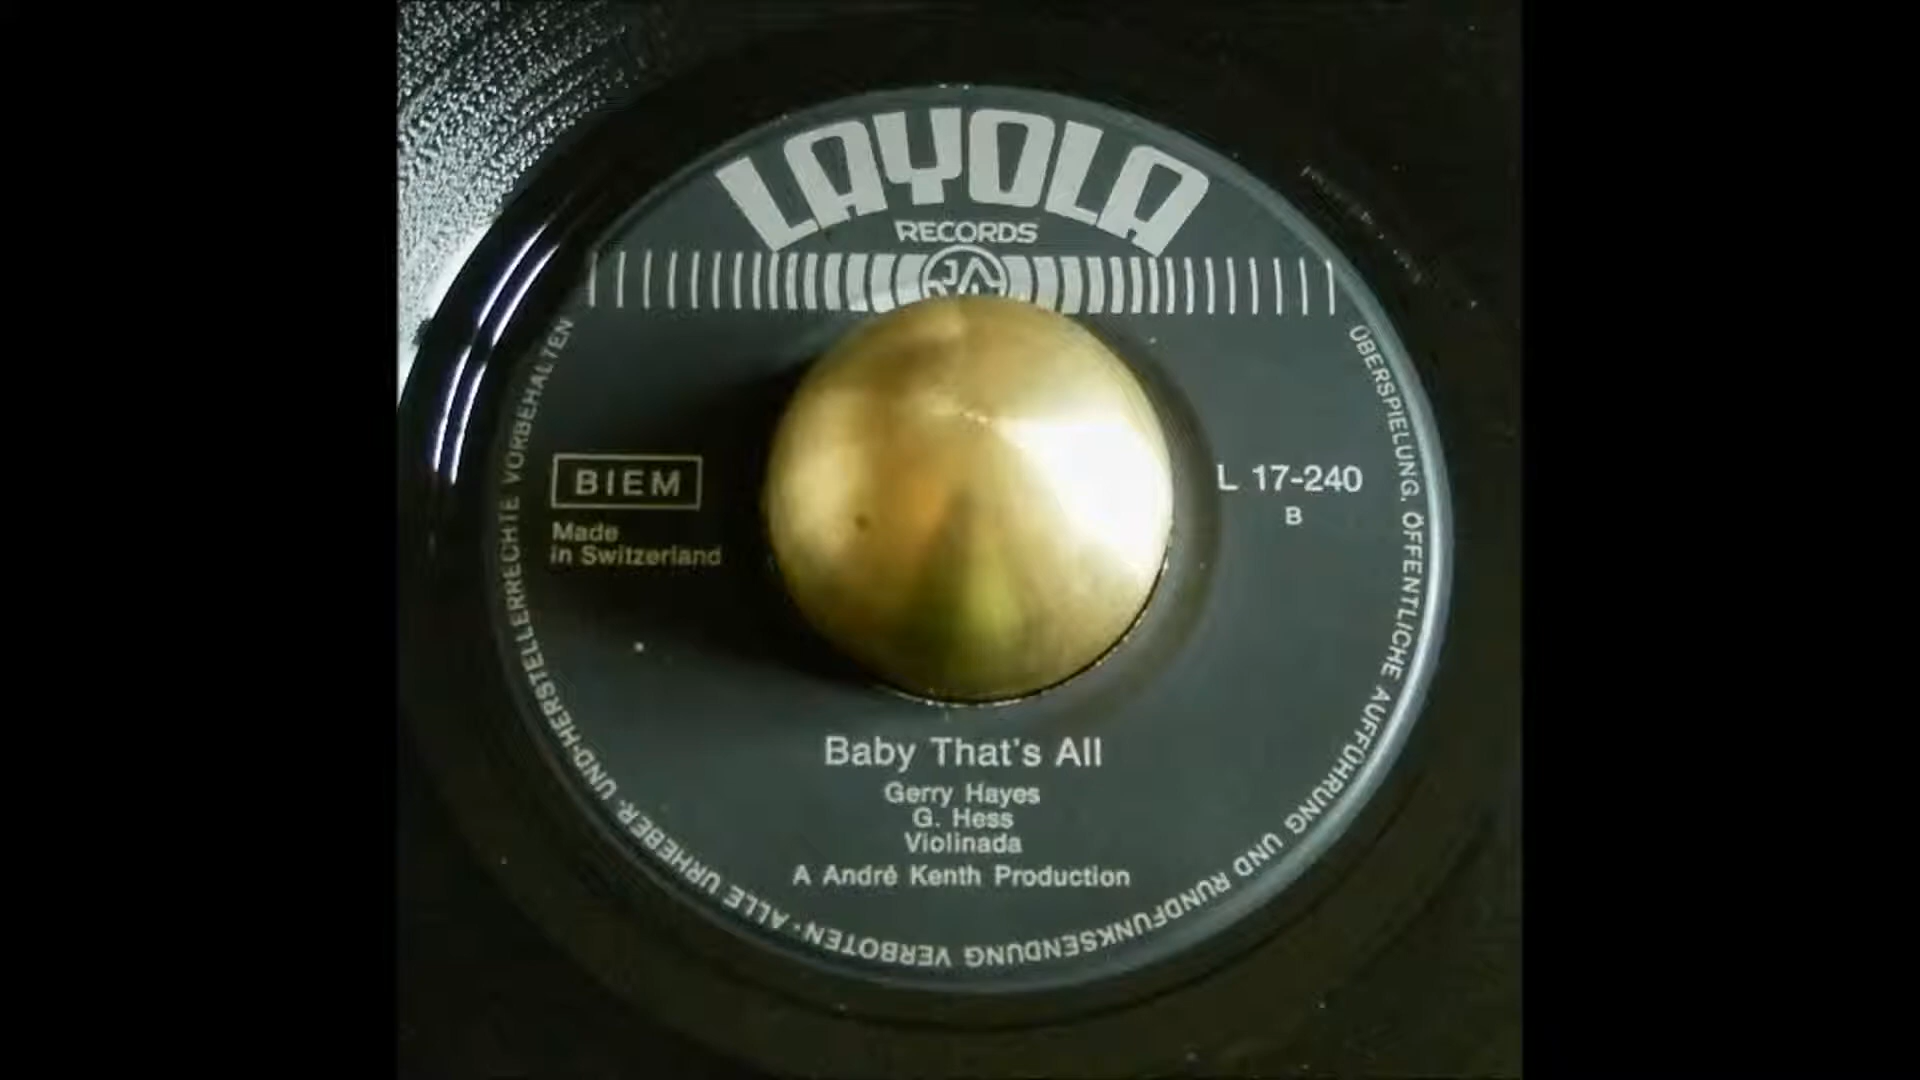 LAYOLA
RECORDS
BIEM
Made
in Switzerland
L 17-240
B
Baby That's All
Gerry Hayes
G. Hess
Violinada
A André Kenth Production
ALLE URHEBER- UND HERSTELLERRECHTE VORBEHALTEN
ÜBERSPIELUNG, ÖFFENTLICHE AUFFÜHRUNG UND RUNDFUNKSENDUNG VERBOTEN ·